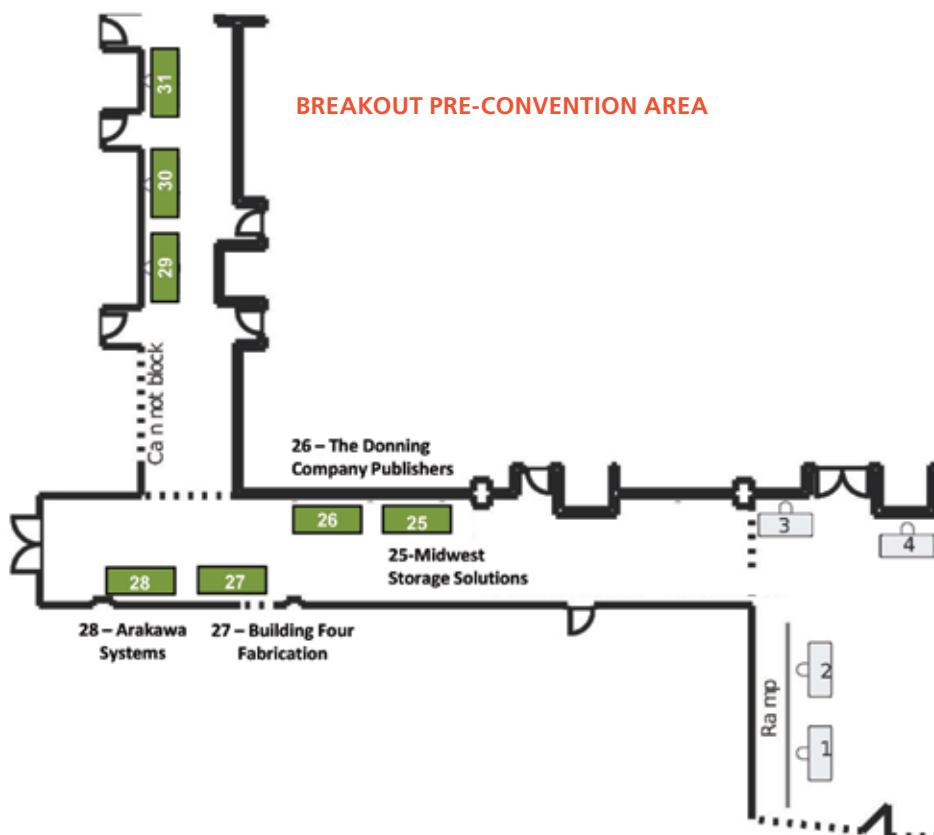 31
BREAKOUT PRE-CONVENTION AREA
30
29
Ca n not block
26 – The Donning
Company Publishers
26
25
3
4
25-Midwest
Storage Solutions
28
27
28 – Arakawa
Systems
27 – Building Four
Fabrication
Ra mp
2
1